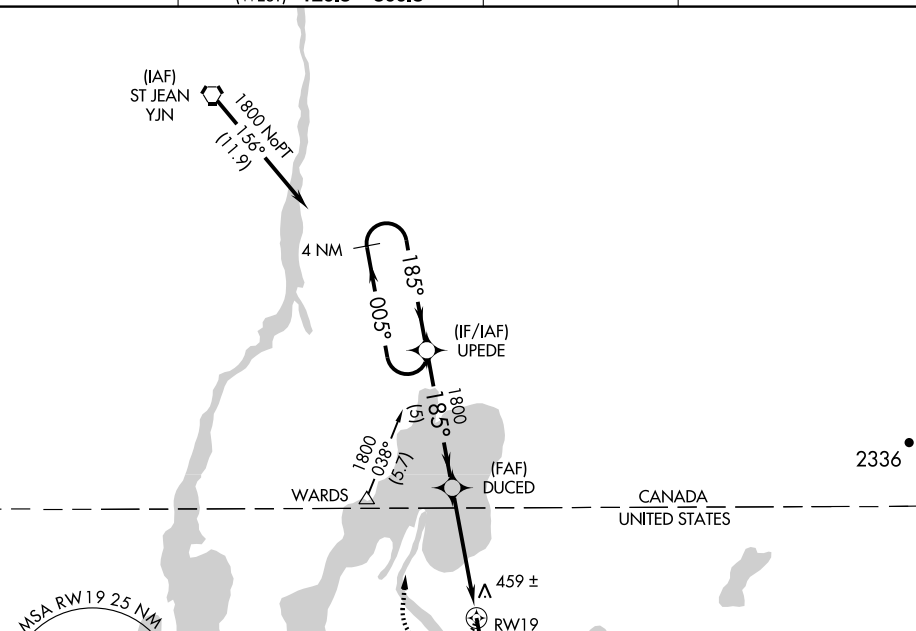 (IAF)
ST JEAN
YJN
1800 NoPT
156°
(11.9)
4 NM
185°
005°
(IF/IAF)
UPEDE
1800
185°
(5)
1800
038°
(5.7)
WARDS
(FAF)
DUCED
2336
CANADA
UNITED STATES
459 ±
MSA RW19 25 NM
RW19